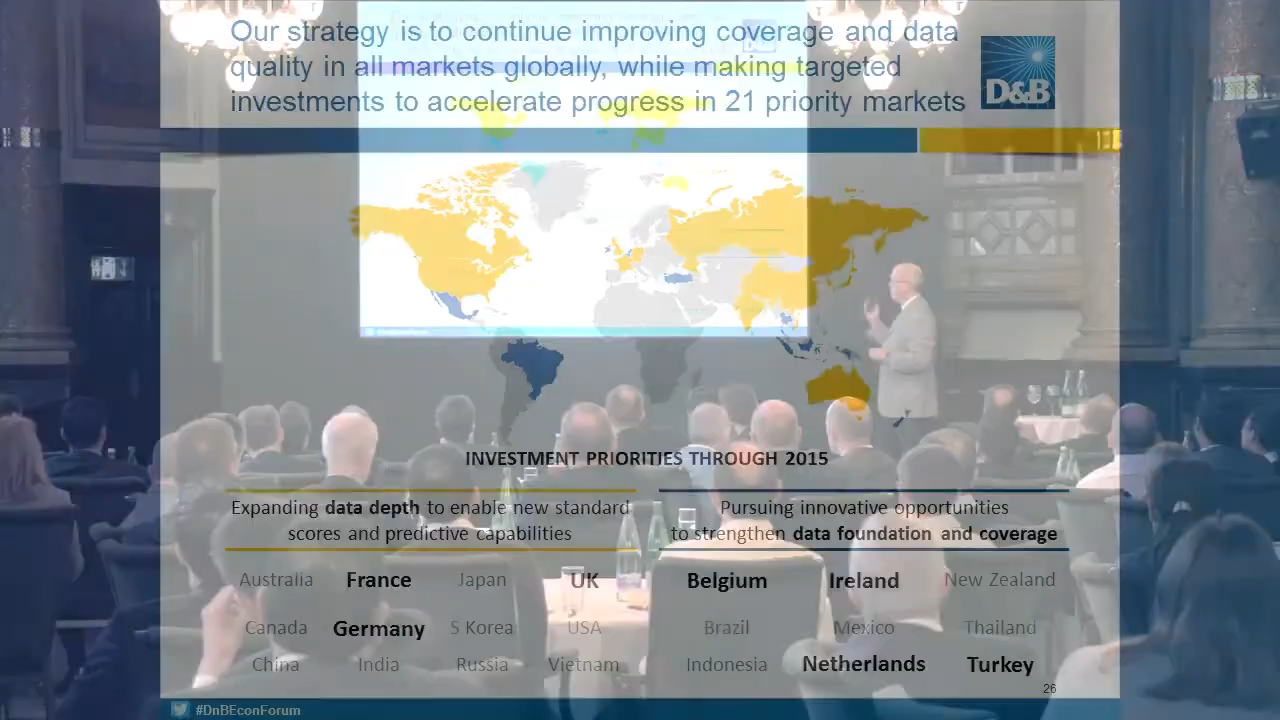 Our strategy is to continue improving coverage and data
quality in all markets globally, while making targeted
investments to accelerate progress in 21 priority markets
D&B
INVESTMENT PRIORITIES THROUGH 2015
Expanding data depth to enable new standard
scores and predictive capabilities
Pursuing innovative opportunities
to strengthen data foundation and coverage
Australia France Japan UK Belgium Ireland New Zealand
Canada Germany S Korea USA Brazil Mexico Thailand
China India Russia Vietnam Indonesia Netherlands Turkey
26
#DnBEconForum